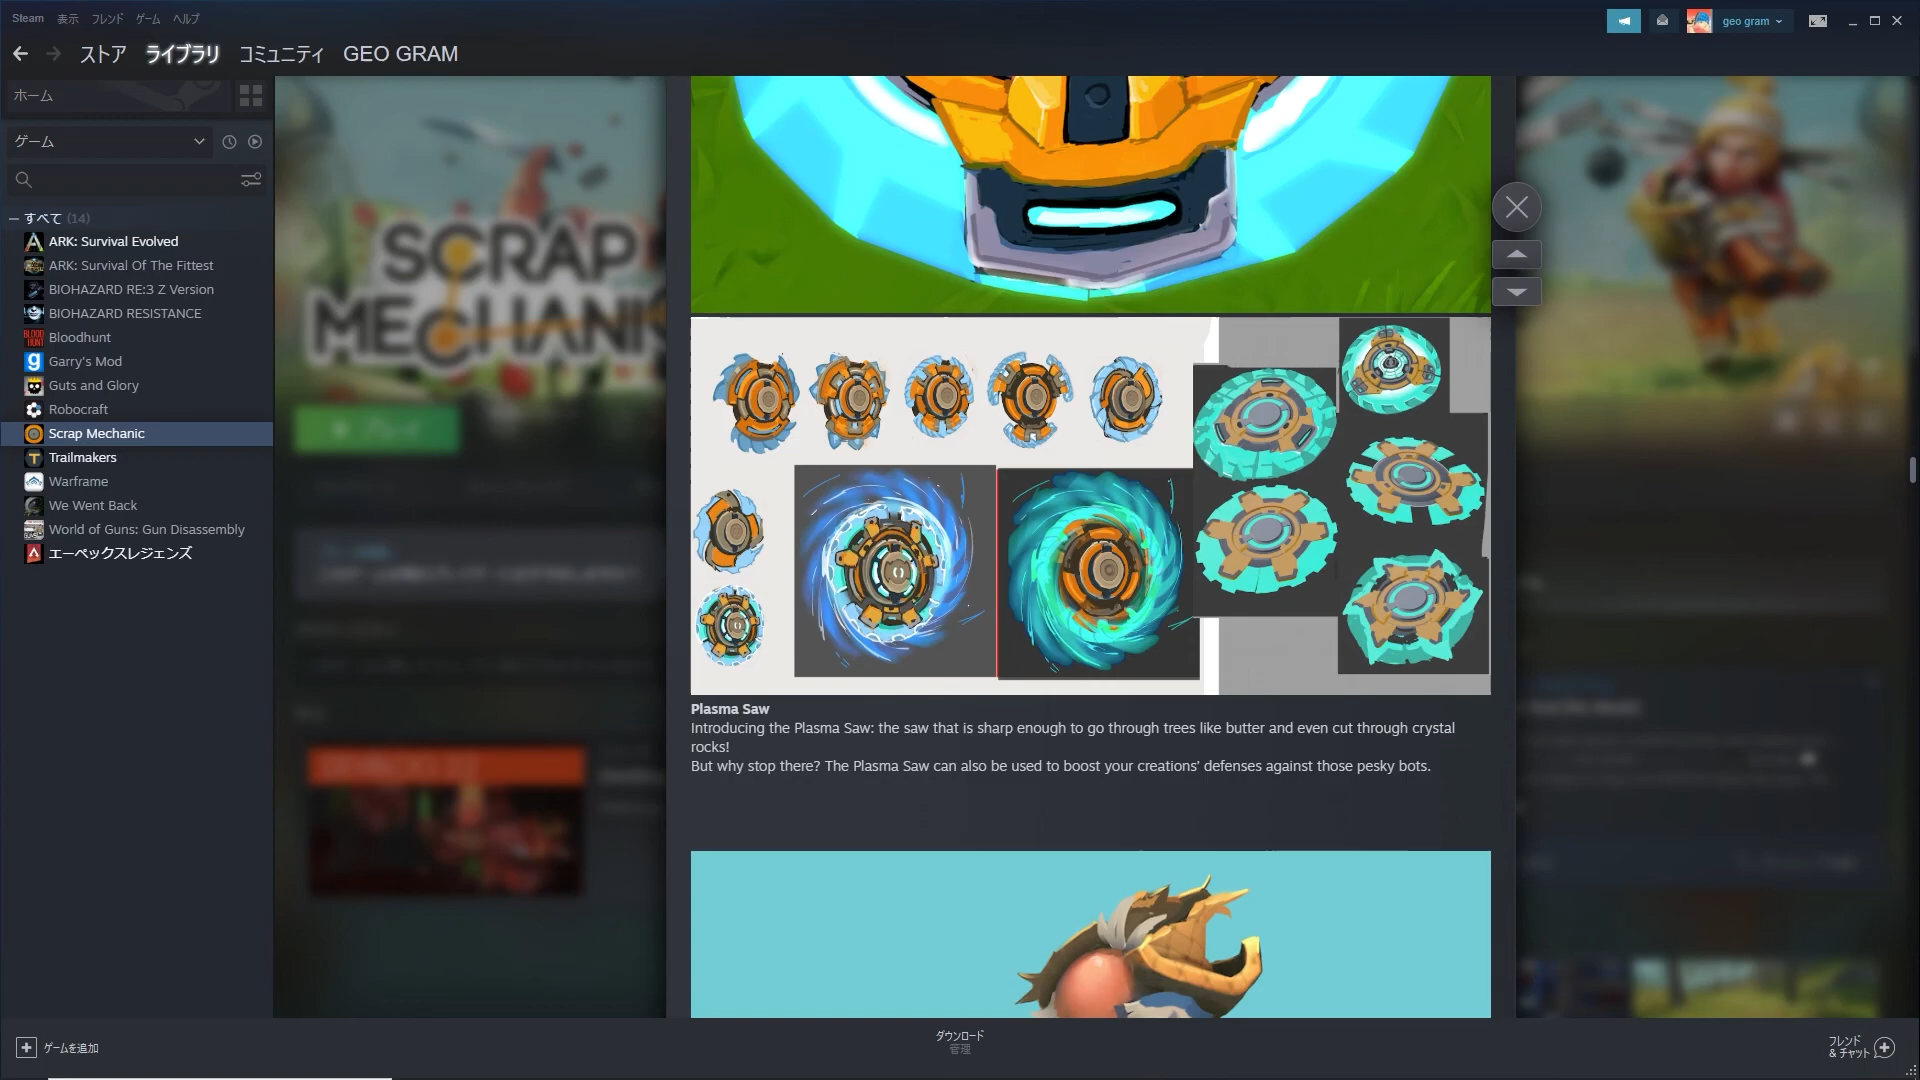 Steam 表示 フレンド ゲーム ヘルプ
geo gram
ストア ライブラリ コミュニティ GEO GRAM
ホーム
ゲーム
すべて (14)
ARK: Survival Evolved
ARK: Survival Of The Fittest
BIOHAZARD RE:3 Z Version
BIOHAZARD RESISTANCE
Bloodhunt
Garry's Mod
Guts and Glory
Robocraft
Scrap Mechanic
Trailmakers
Warframe
We Went Back
World of Guns: Gun Disassembly
エーペックスレジェンズ
SCRAP
MECHANI
プレイ
Plasma Saw
Introducing the Plasma Saw: the saw that is sharp enough to go through trees like butter and even cut through crystal
rocks!
But why stop there? The Plasma Saw can also be used to boost your creations' defenses against those pesky bots.
ゲームを追加
ダウンロード
管理
フレンド
& チャット